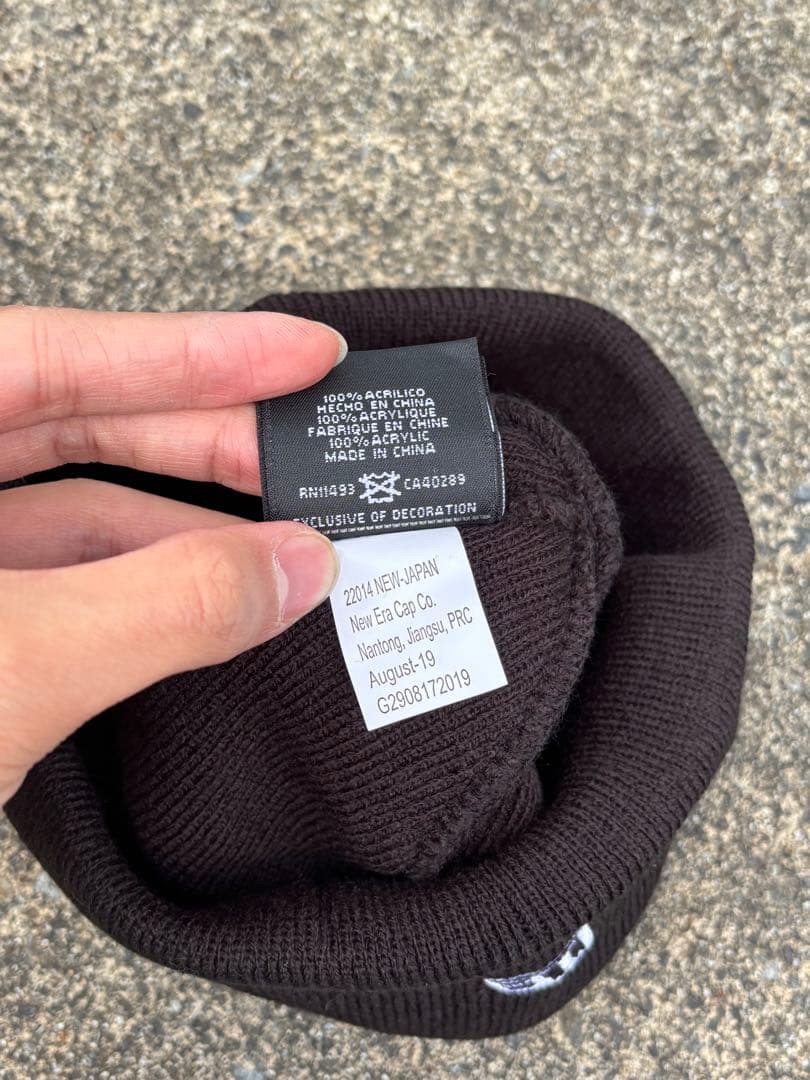 100% ACRILICO
HECHO EN CHINA
100% ACRYLIQUE
FABRIQUE EN CHINE
100% ACRYLIC
MADE IN CHINA
RN11493 CA40289
EXCLUSIVE OF DECORATION
22014 NEW-JAPAN
New Era Cap Co.
Nantong, Jiangsu, PRC
August-19
G2908172019